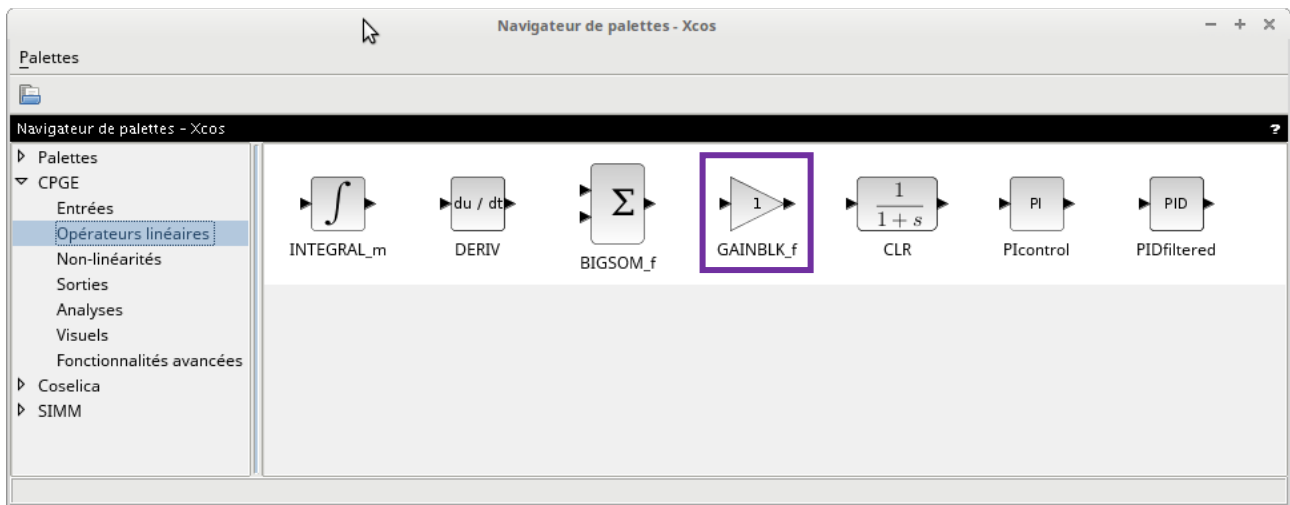 Navigateur de palettes - Xcos
Palettes
Navigateur de palettes - Xcos ?
Palettes
CPGE
Entrées
Opérateurs linéaires
Non-linéarités
Sorties
Analyses
Visuels
Fonctionnalités avancées
Coselica
SIMM
∫ du / dt Σ 1 1/(1 + s) PI PID
INTEGRAL_m DERIV BIGSOM_f GAINBLK_f CLR PIcontrol PIDfiltered